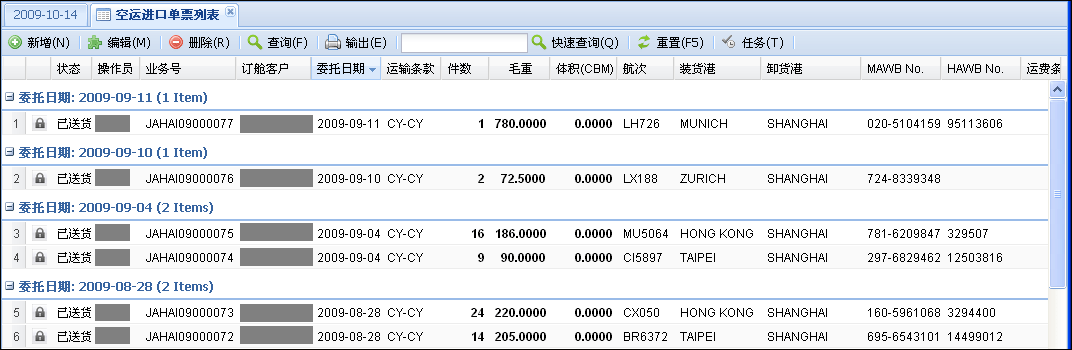 2009-10-14 空运进口单票列表
新增(N) 编辑(M) 删除(R) 查询(F) 输出(E) 快速查询(Q) 重置(F5) 任务(T)
状态 操作员 业务号 订舱客户 委托日期 运输条款 件数 毛重 体积(CBM) 航次 装货港 卸货港 MAWB No. HAWB No. 运费条
委托日期: 2009-09-11 (1 Item)
1 已送货 JAHAI09000077 2009-09-11 CY-CY 1 780.0000 0.0000 LH726 MUNICH SHANGHAI 020-5104159 95113606
委托日期: 2009-09-10 (1 Item)
2 已送货 JAHAI09000076 2009-09-10 CY-CY 2 72.5000 0.0000 LX188 ZURICH SHANGHAI 724-8339348
委托日期: 2009-09-04 (2 Items)
3 已送货 JAHAI09000075 2009-09-04 CY-CY 16 186.0000 0.0000 MU5064 HONG KONG SHANGHAI 781-6209847 329507
4 已送货 JAHAI09000074 2009-09-04 CY-CY 9 90.0000 0.0000 CI5897 TAIPEI SHANGHAI 297-6829462 12503816
委托日期: 2009-08-28 (2 Items)
5 已送货 JAHAI09000073 2009-08-28 CY-CY 24 220.0000 0.0000 CX050 HONG KONG SHANGHAI 160-5961068 3294400
6 已送货 JAHAI09000072 2009-08-28 CY-CY 14 205.0000 0.0000 BR6372 TAIPEI SHANGHAI 695-6543101 14499012